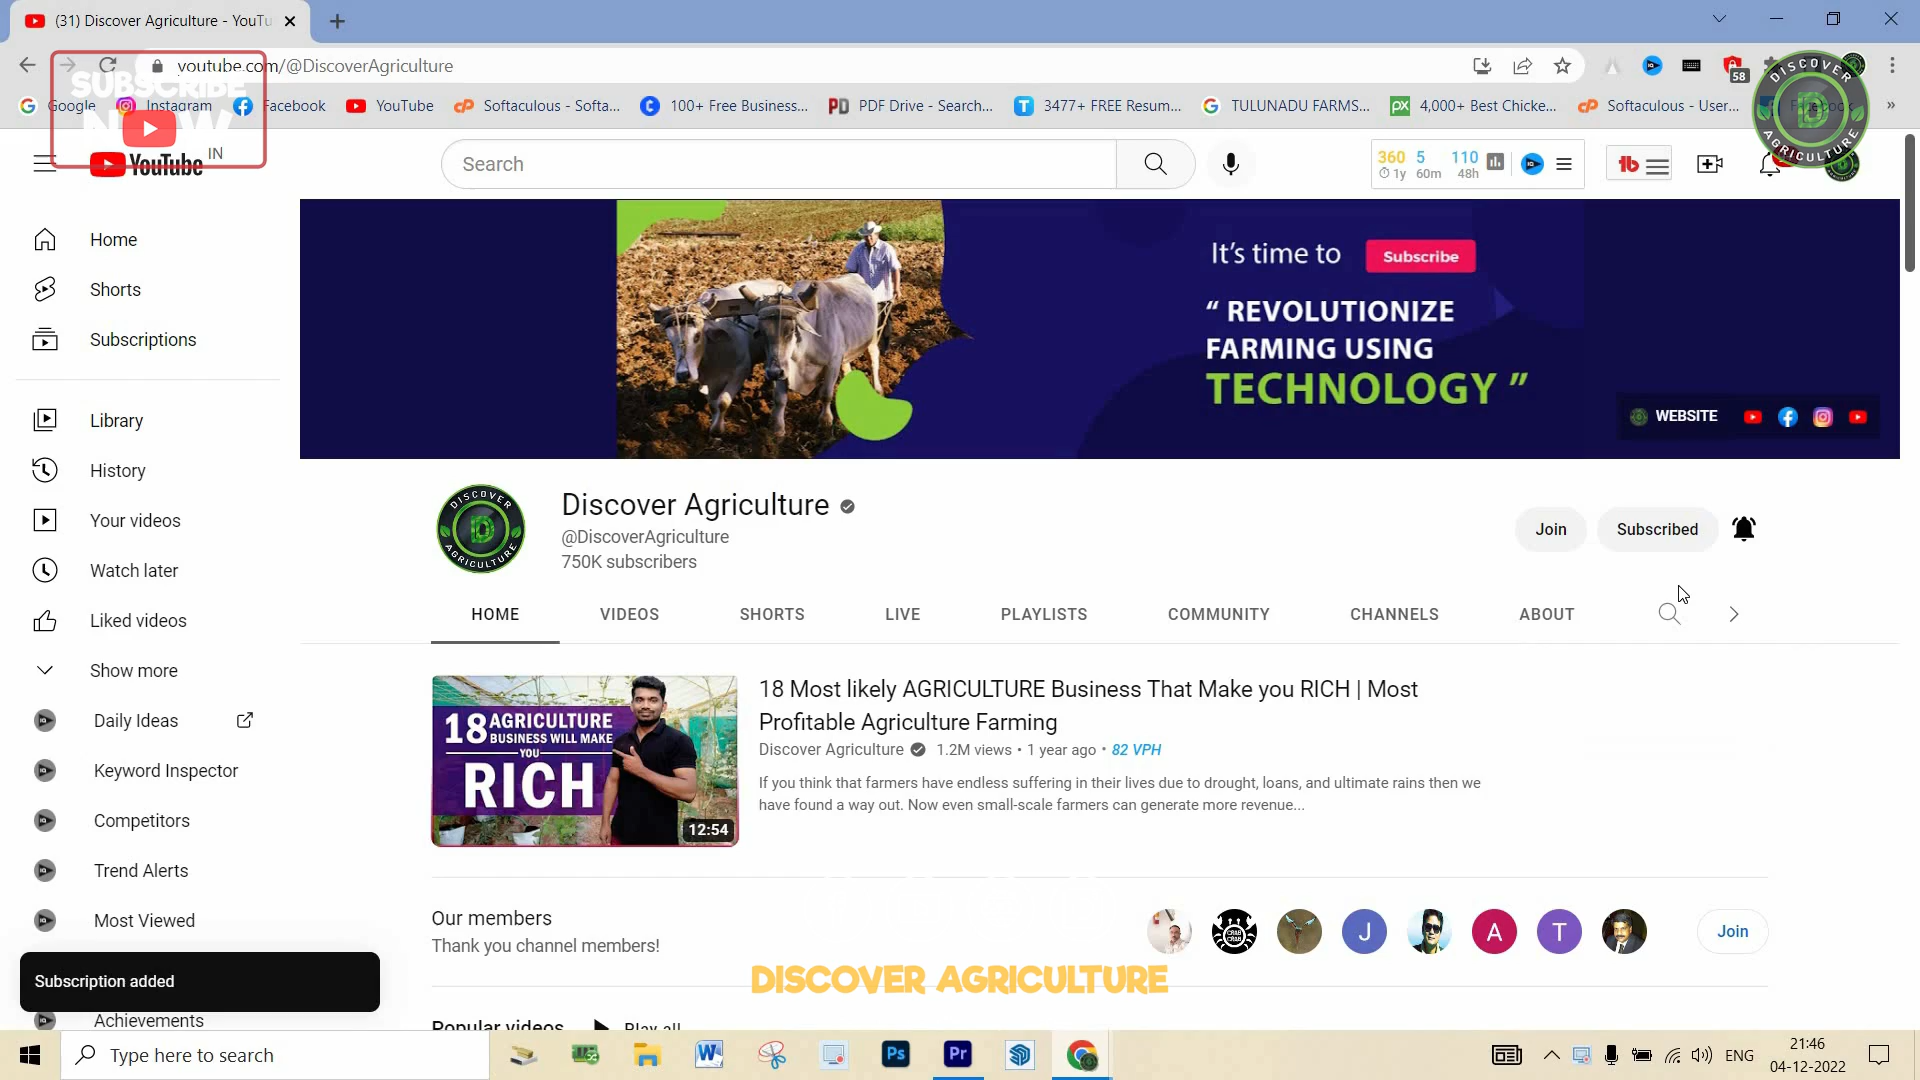 (31) Discover Agriculture - YouTu
youtube.com/@DiscoverAgriculture
58
SUBSCRIBE
NOW
Google
Instagram
Facebook
YouTube
Softaculous - Softa...
100+ Free Business...
PDF Drive - Search...
3477+ FREE Resum...
TULUNADU FARMS...
4,000+ Best Chicke...
Softaculous - User...
DISCOVER
D
AGRICULTURE
YouTube IN
Search
360 5 110
1y 60m 48h
Home
Shorts
Subscriptions
Library
History
Your videos
Watch later
Liked videos
Show more
Daily Ideas
Keyword Inspector
Competitors
Trend Alerts
Most Viewed
Achievements
Subscription added
It's time to Subscribe
“ REVOLUTIONIZE
FARMING USING
TECHNOLOGY ”
WEBSITE
DISCOVER
D
AGRICULTURE
Discover Agriculture
@DiscoverAgriculture
750K subscribers
Join
Subscribed
HOME VIDEOS SHORTS LIVE PLAYLISTS COMMUNITY CHANNELS ABOUT
18 AGRICULTURE
BUSINESS WILL MAKE
YOU
RICH
12:54
18 Most likely AGRICULTURE Business That Make you RICH | Most
Profitable Agriculture Farming
Discover Agriculture 1.2M views • 1 year ago • 82 VPH
If you think that farmers have endless suffering in their lives due to drought, loans, and ultimate rains then we
have found a way out. Now even small-scale farmers can generate more revenue...
Our members
Thank you channel members!
CRAB
CRAB
J
A
T
Join
DISCOVER AGRICULTURE
Popular videos Play all
Type here to search
W
Ps
Pr
ENG
21:46
04-12-2022